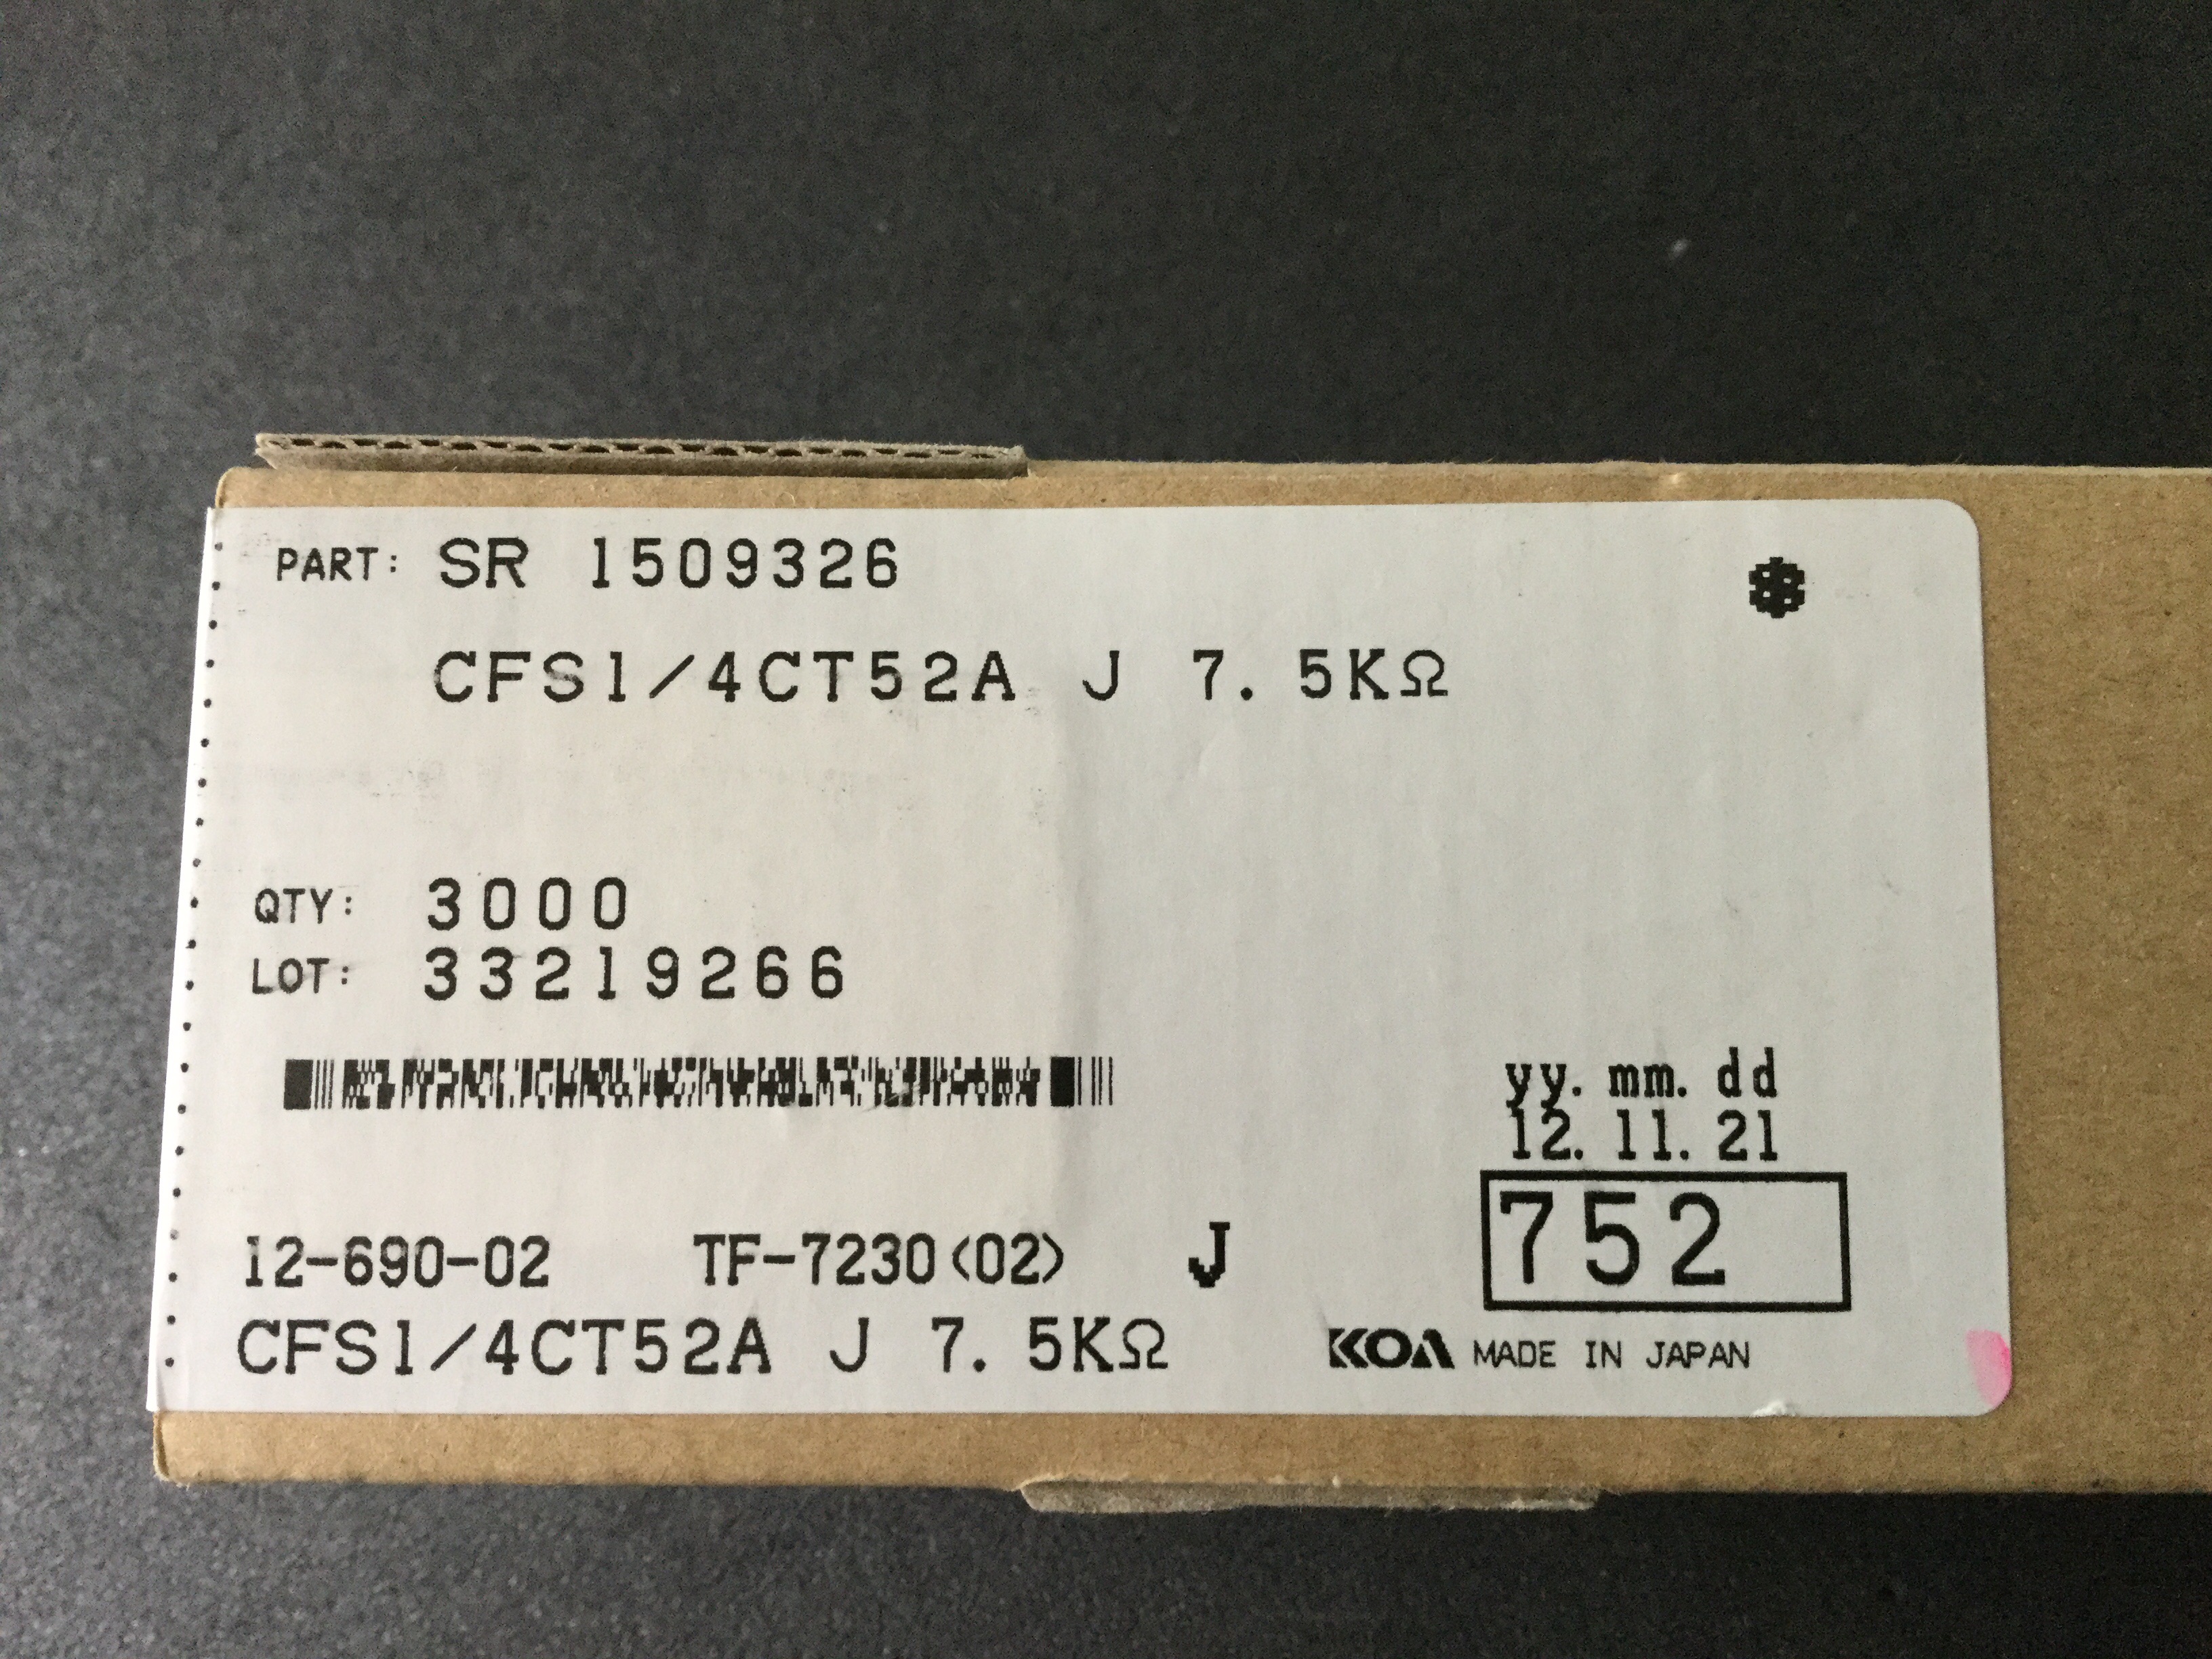 PART: SR 1509326
CFS1/4CT52A J 7.5KΩ
QTY: 3000
LOT: 33219266
yy. mm. dd
12. 11. 21
752
12-690-02 TF-7230(02) J
CFS1/4CT52A J 7.5KΩ
KOA MADE IN JAPAN